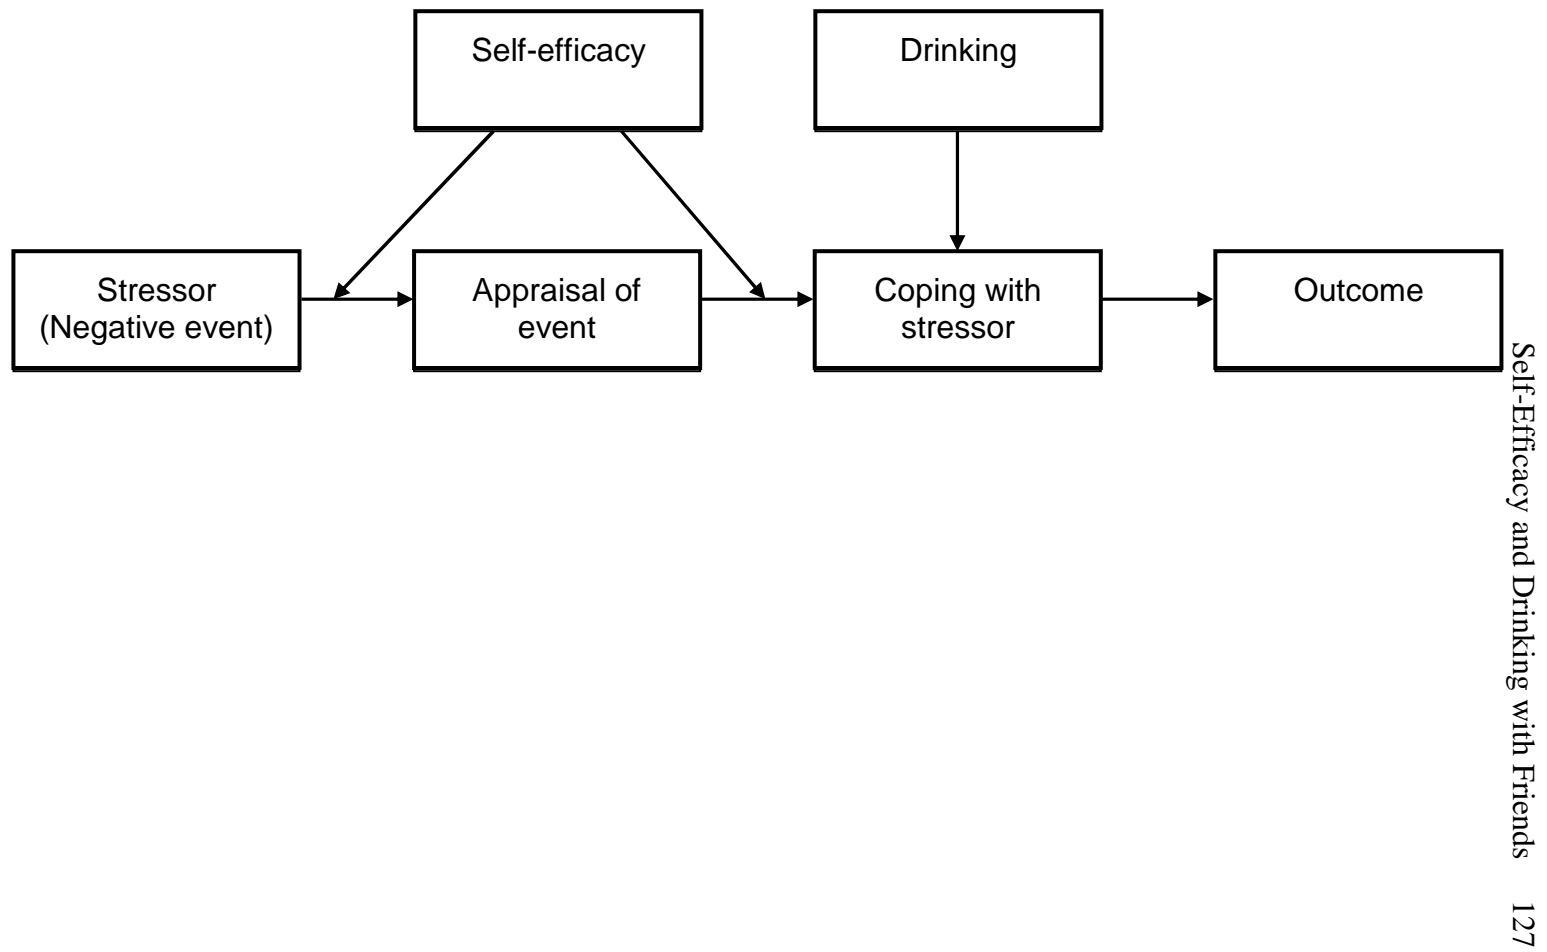 Self-efficacy
Drinking
Stressor
(Negative event)
Appraisal of
event
Coping with
stressor
Outcome
Self-Efficacy and Drinking with Friends 127